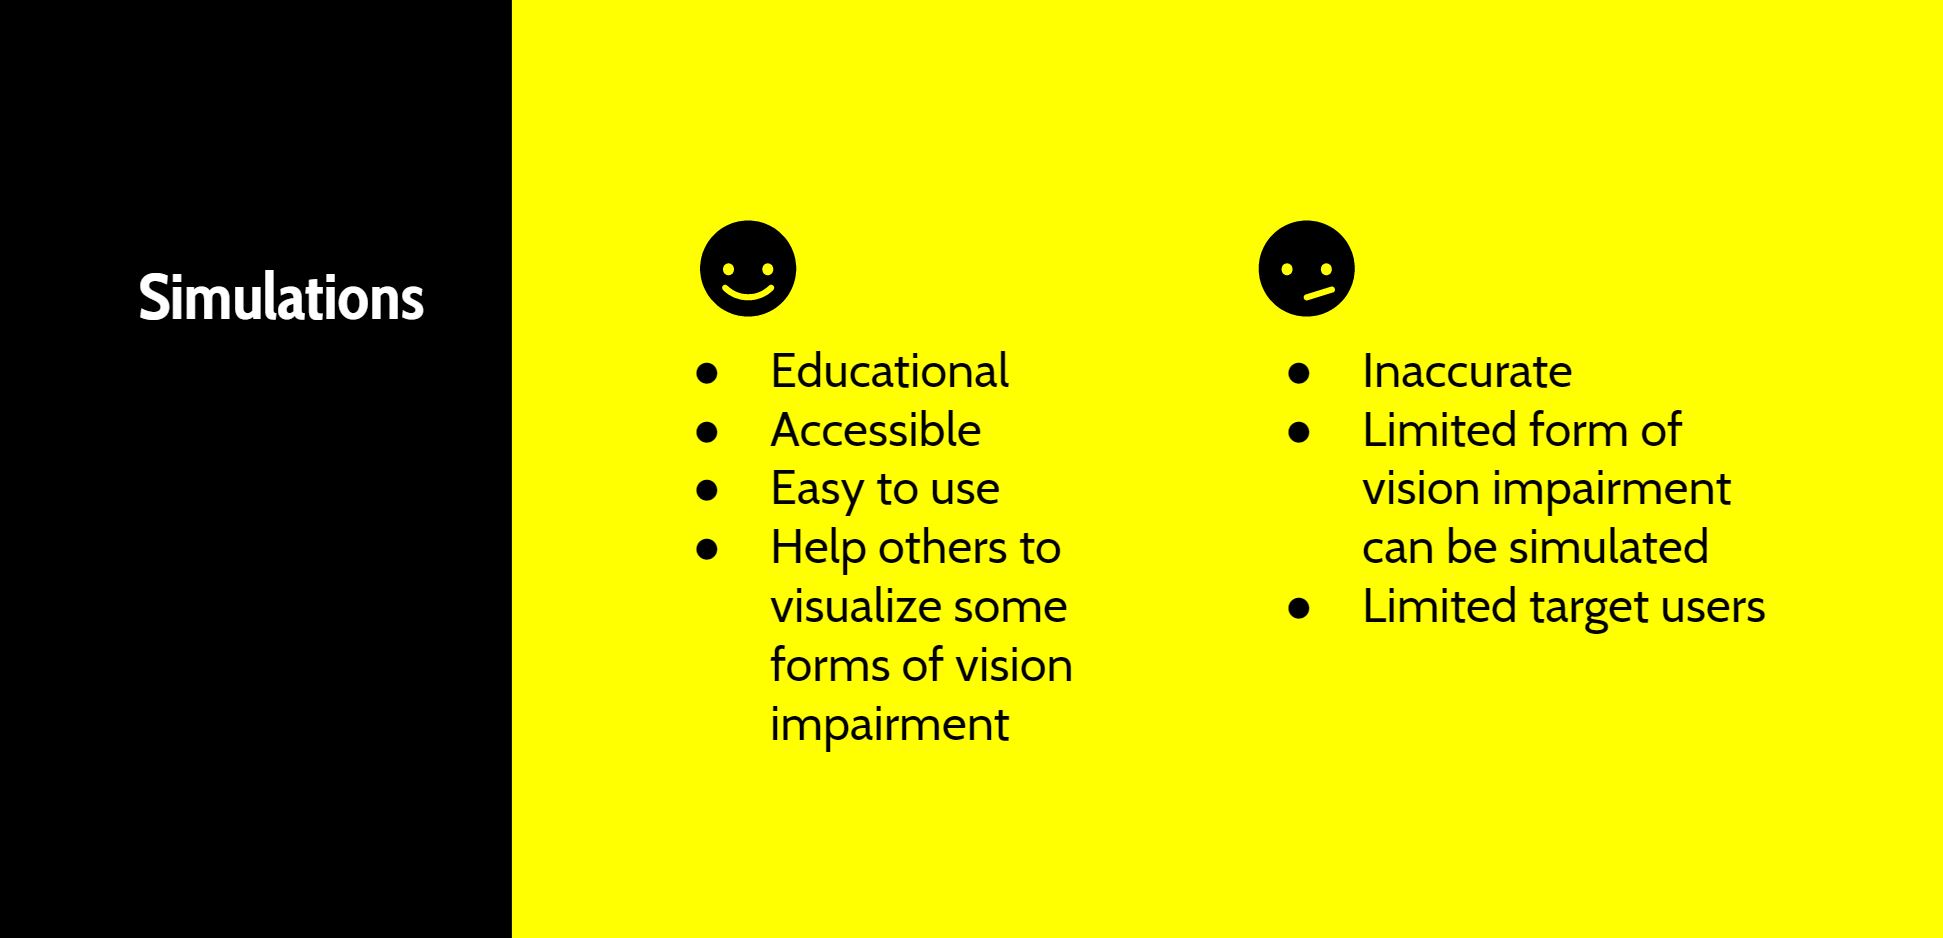 Simulations
● Educational
● Accessible
● Easy to use
● Help others to
visualize some
forms of vision
impairment
● Inaccurate
● Limited form of
vision impairment
can be simulated
● Limited target users